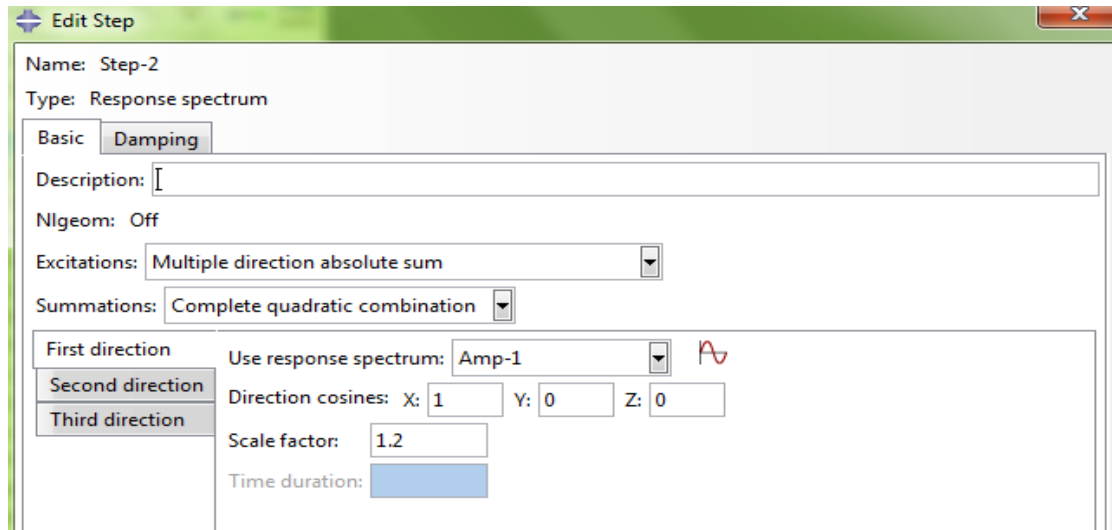 Edit Step
Name: Step-2
Type: Response spectrum
Basic Damping
Description:
Nlgeom: Off
Excitations: Multiple direction absolute sum
Summations: Complete quadratic combination
First direction
Second direction
Third direction
Use response spectrum: Amp-1
Direction cosines: X: 1 Y: 0 Z: 0
Scale factor: 1.2
Time duration: